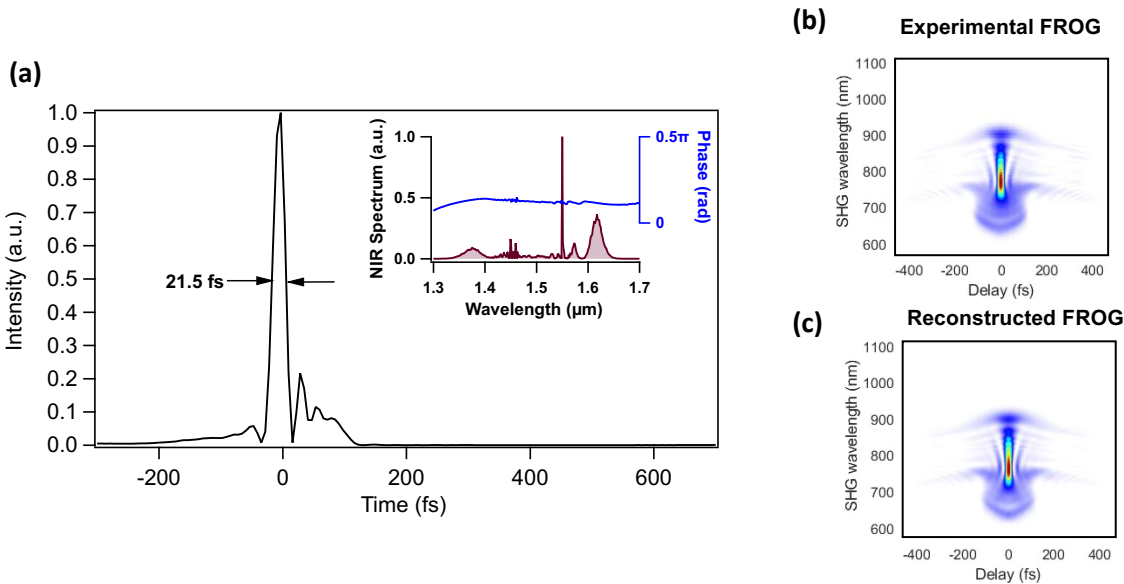 (a)
1.0
0.9
0.8
0.7
0.6
0.5
0.4
0.3
0.2
0.1
0.0
Intensity (a.u.)
-200
0
200
400
600
Time (fs)
21.5 fs
1.0
0.5
0.0
NIR Spectrum (a.u.)
1.3
1.4
1.5
1.6
1.7
Wavelength (µm)
0.5π
0
Phase (rad)
(b)
Experimental FROG
1100
1000
900
800
700
600
SHG wavelength (nm)
-400
-200
0
200
400
Delay (fs)
(c)
Reconstructed FROG
1100
1000
900
800
700
600
SHG wavelength (nm)
-400
-200
0
200
400
Delay (fs)